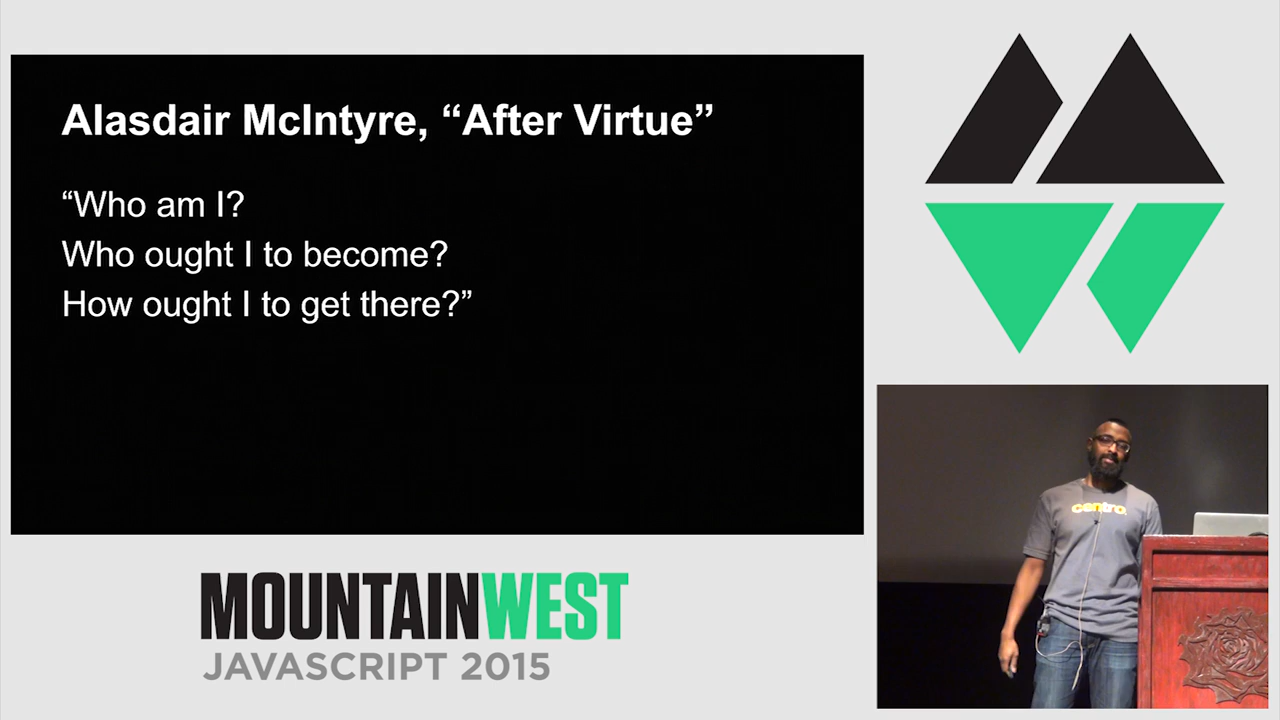 Alasdair McIntyre, “After Virtue”
“Who am I?
Who ought I to become?
How ought I to get there?”
centro.
MOUNTAINWEST
JAVASCRIPT 2015